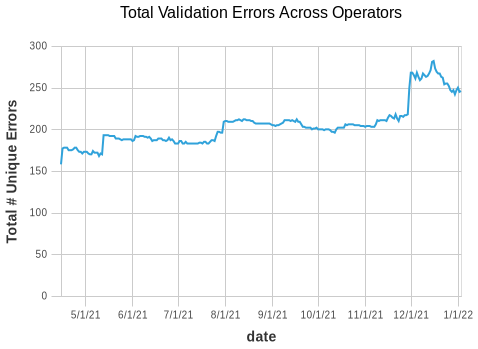 Total Validation Errors Across Operators
300
250
200
150
100
50
0
Total # Unique Errors
5/1/21 6/1/21 7/1/21 8/1/21 9/1/21 10/1/21 11/1/21 12/1/21 1/1/22
date